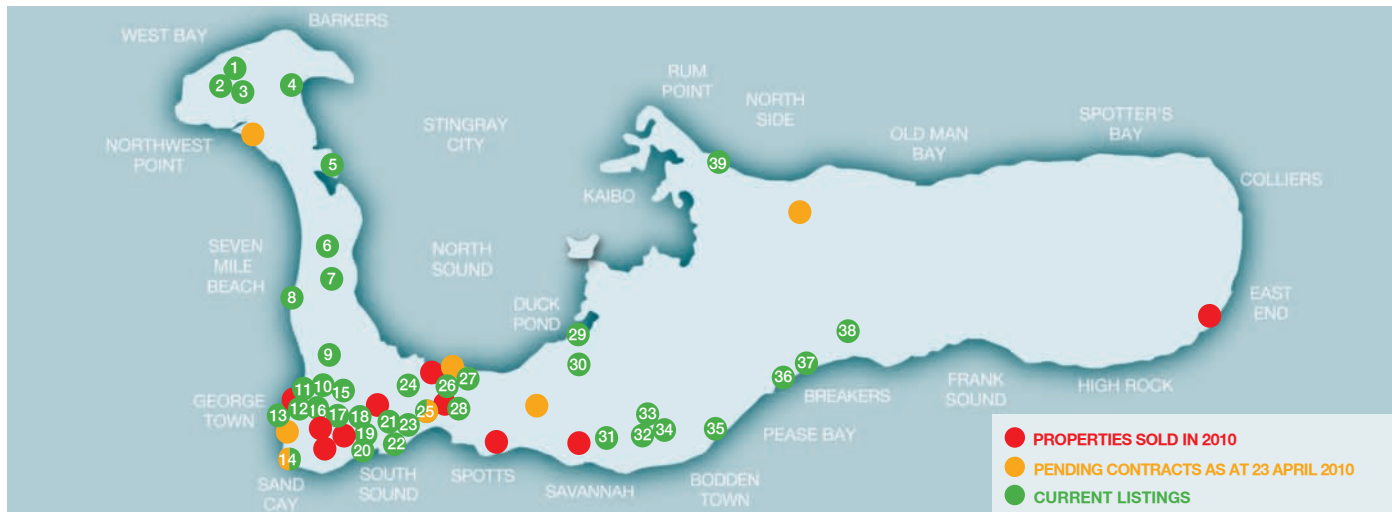 BARKERS
WEST BAY
1
2
3
4
RUM
POINT
NORTH
SIDE
SPOTTER'S
BAY
STINGRAY
CITY
OLD MAN
BAY
NORTHWEST
POINT
5
39
KAIBO
COLLIERS
SEVEN
MILE
BEACH
6
7
8
NORTH
SOUND
DUCK
POND
EAST
END
29
30
38
9
37
36
BREAKERS
FRANK
SOUND
HIGH ROCK
GEORGE
TOWN
11
10
15
24
26
27
13
12
16
17
18
21
23
25
28
19
22
20
14
33
31
32
34
35
PEASE BAY
SAND
CAY
SOUTH
SOUND
SPOTTS
SAVANNAH
BODDEN
TOWN
PROPERTIES SOLD IN 2010
PENDING CONTRACTS AS AT 23 APRIL 2010
CURRENT LISTINGS